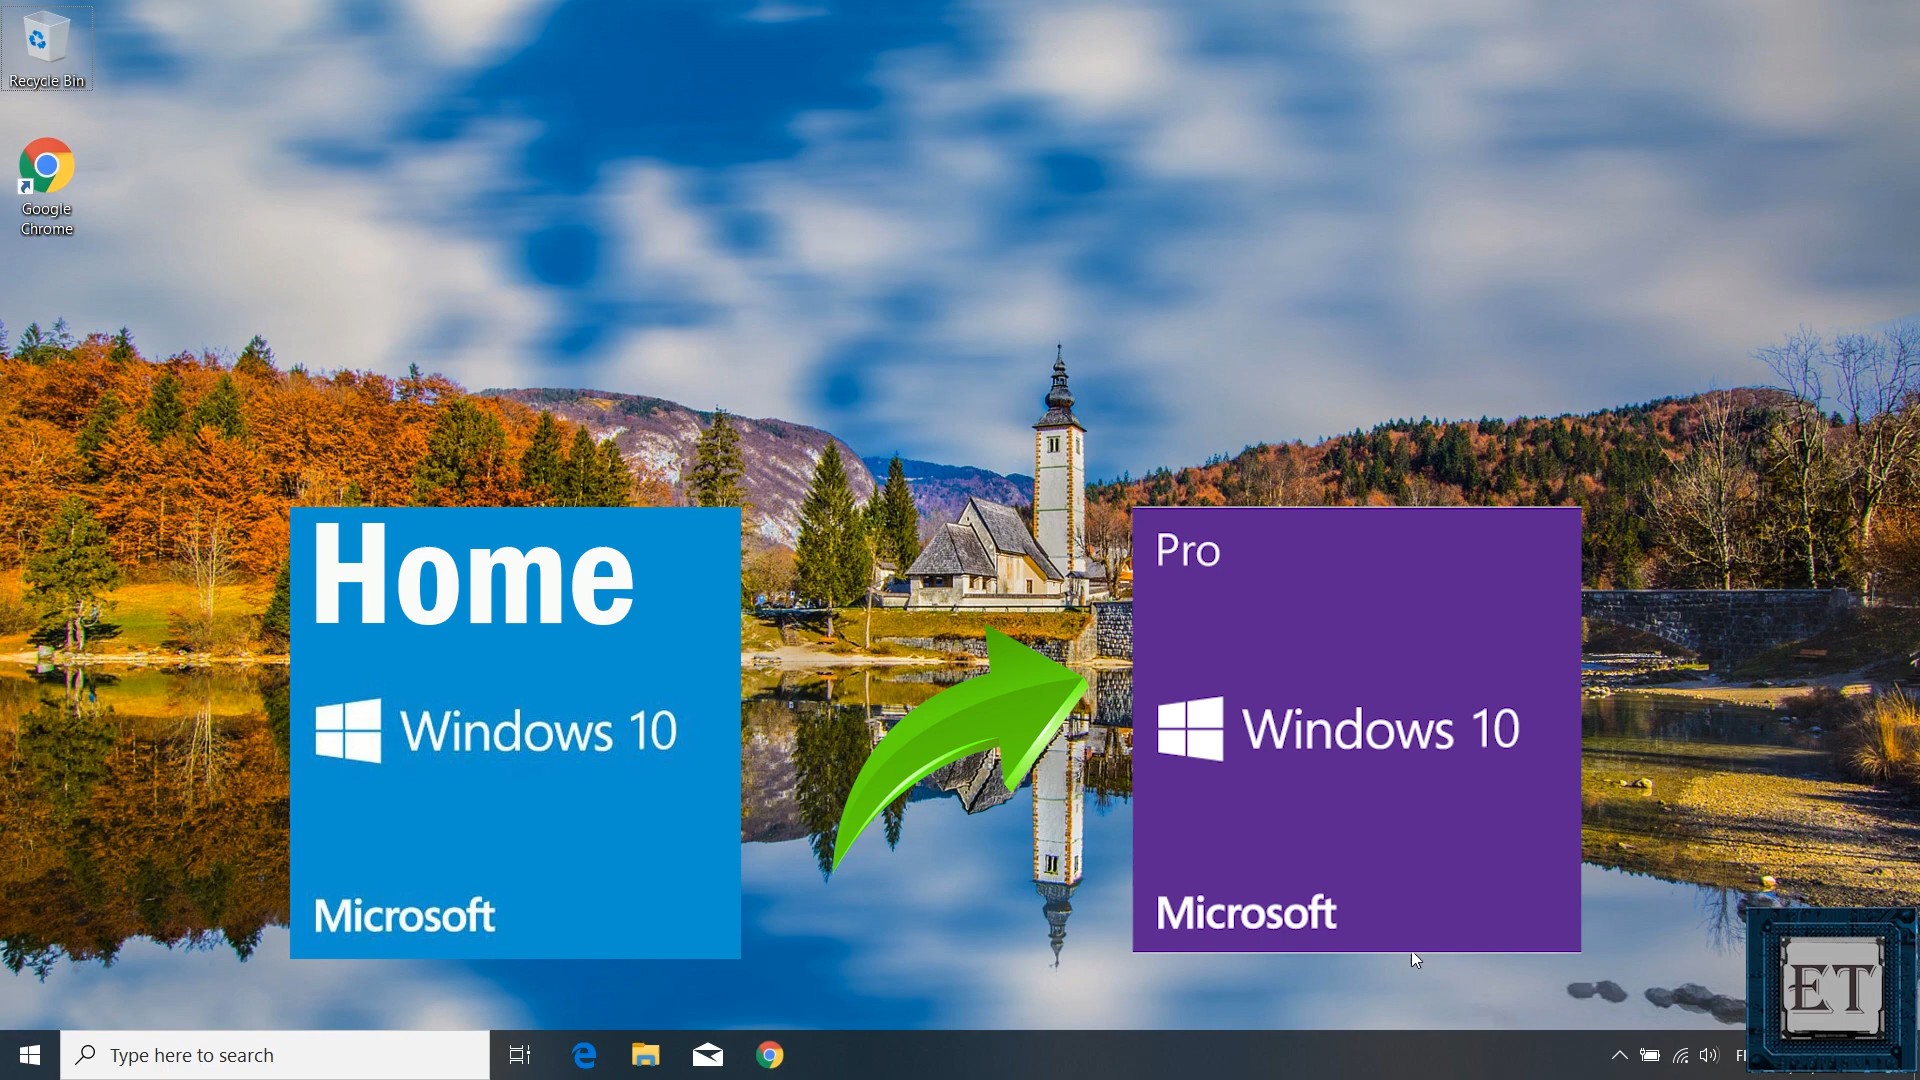 Recycle Bin
Google
Chrome
Home
Windows 10
Microsoft
Pro
Windows 10
Microsoft
ET
Type here to search